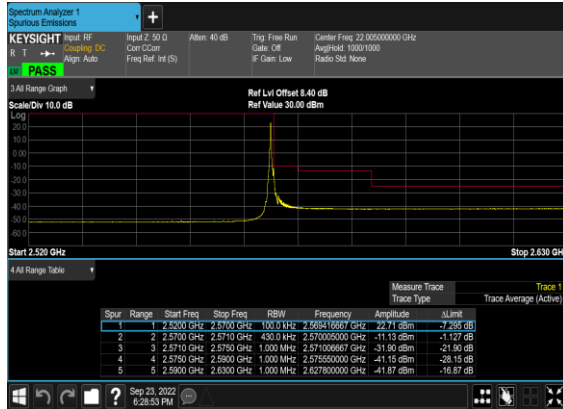 Spectrum Analyzer 1
Spurious Emissions
+
KEYSIGHT Input: RF Input Z: 50 Ω Atten: 40 dB Trig: Free Run Center Freq: 22.005000000 GHz
R T Coupling: DC Corr CCorr Gate: Off Avg|Hold: 1000/1000
Align: Auto Freq Ref: Int (S) IF Gain: Low Radio Std: None
PASS
3 All Range Graph
Ref Lvl Offset 8.40 dB
Scale/Div 10.0 dB Ref Value 30.00 dBm
Log
20.0
10.0
0.00
-10.0
-20.0
-30.0
-40.0
-50.0
-60.0
Start 2.520 GHz Stop 2.630 GH
4 All Range Table
Measure Trace Trace 1
Trace Type Trace Average (Active)
Spur Range Start Freq Stop Freq RBW Frequency Amplitude ΔLimit
1 1 2.5200 GHz 2.5700 GHz 100.0 kHz 2.569416667 GHz 22.71 dBm -7.295 dB
2 2 2.5700 GHz 2.5710 GHz 430.0 kHz 2.570005000 GHz -11.13 dBm -1.127 dB
3 3 2.5710 GHz 2.5750 GHz 1.000 MHz 2.571006667 GHz -31.90 dBm -21.90 dB
4 4 2.5750 GHz 2.5900 GHz 1.000 MHz 2.575550000 GHz -41.15 dBm -28.15 dB
5 5 2.5900 GHz 2.6300 GHz 1.000 MHz 2.627800000 GHz -41.87 dBm -16.87 dB
? Sep 23, 2022
6:28:53 PM